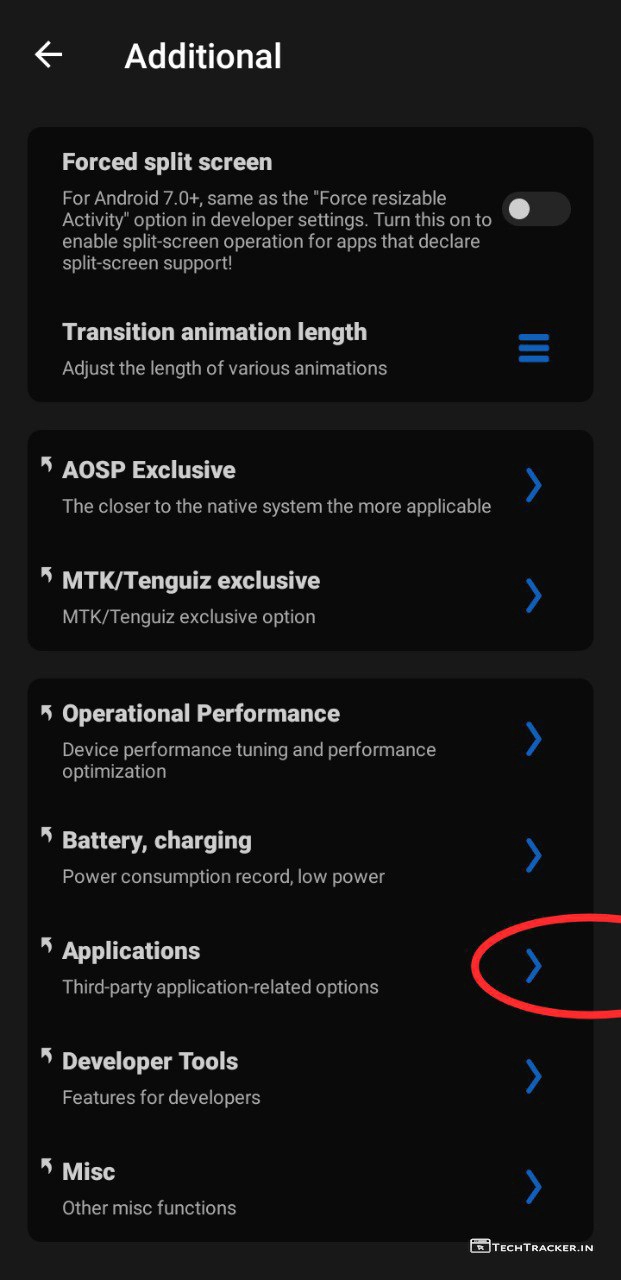 Additional
Forced split screen
For Android 7.0+, same as the "Force resizable
Activity" option in developer settings. Turn this on to
enable split-screen operation for apps that declare
split-screen support!
Transition animation length
Adjust the length of various animations
AOSP Exclusive
The closer to the native system the more applicable
MTK/Tenguiz exclusive
MTK/Tenguiz exclusive option
Operational Performance
Device performance tuning and performance
optimization
Battery, charging
Power consumption record, low power
Applications
Third-party application-related options
Developer Tools
Features for developers
Misc
Other misc functions
TechTracker.in